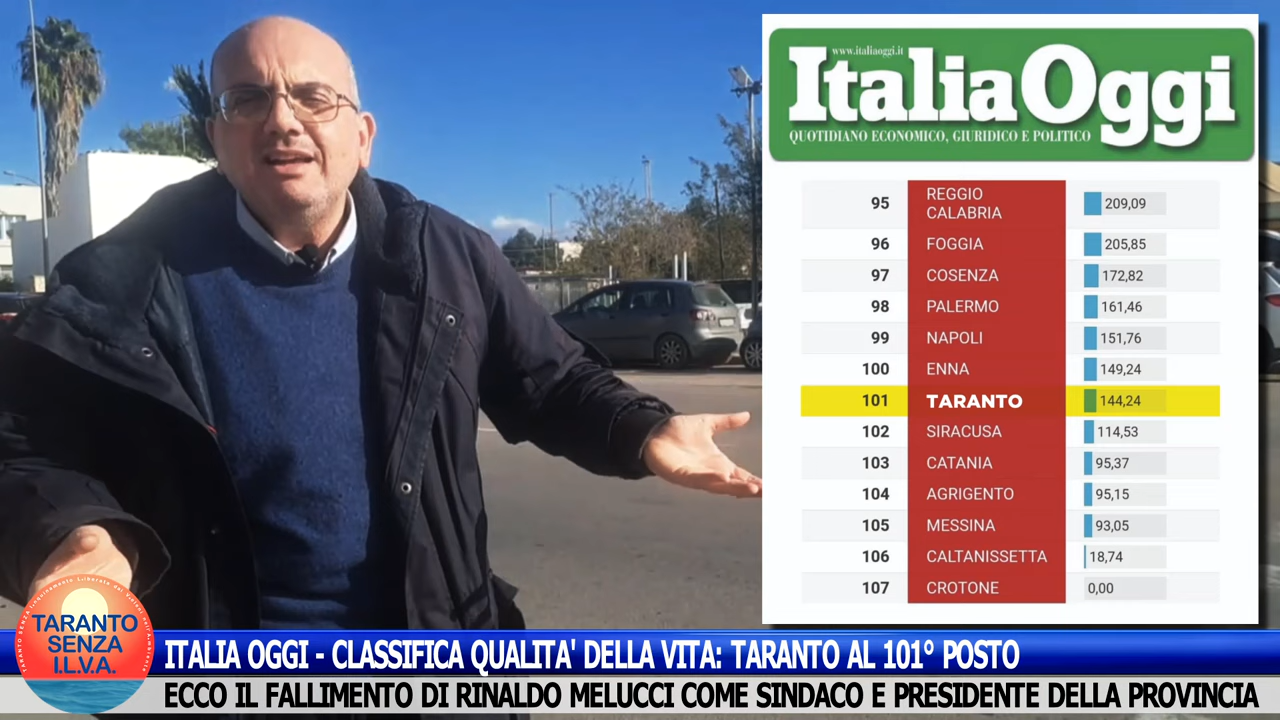 www.italiaoggi.it
ItaliaOggi
QUOTIDIANO ECONOMICO, GIURIDICO E POLITICO
95 REGGIO CALABRIA 209,09
96 FOGGIA 205,85
97 COSENZA 172,82
98 PALERMO 161,46
99 NAPOLI 151,76
100 ENNA 149,24
101 TARANTO 144,24
102 SIRACUSA 114,53
103 CATANIA 95,37
104 AGRIGENTO 95,15
105 MESSINA 93,05
106 CALTANISSETTA 18,74
107 CROTONE 0,00
TARANTO
SENZA
I.L.V.A.
ITALIA OGGI - CLASSIFICA QUALITA' DELLA VITA: TARANTO AL 101° POSTO
ECCO IL FALLIMENTO DI RINALDO MELUCCI COME SINDACO E PRESIDENTE DELLA PROVINCIA